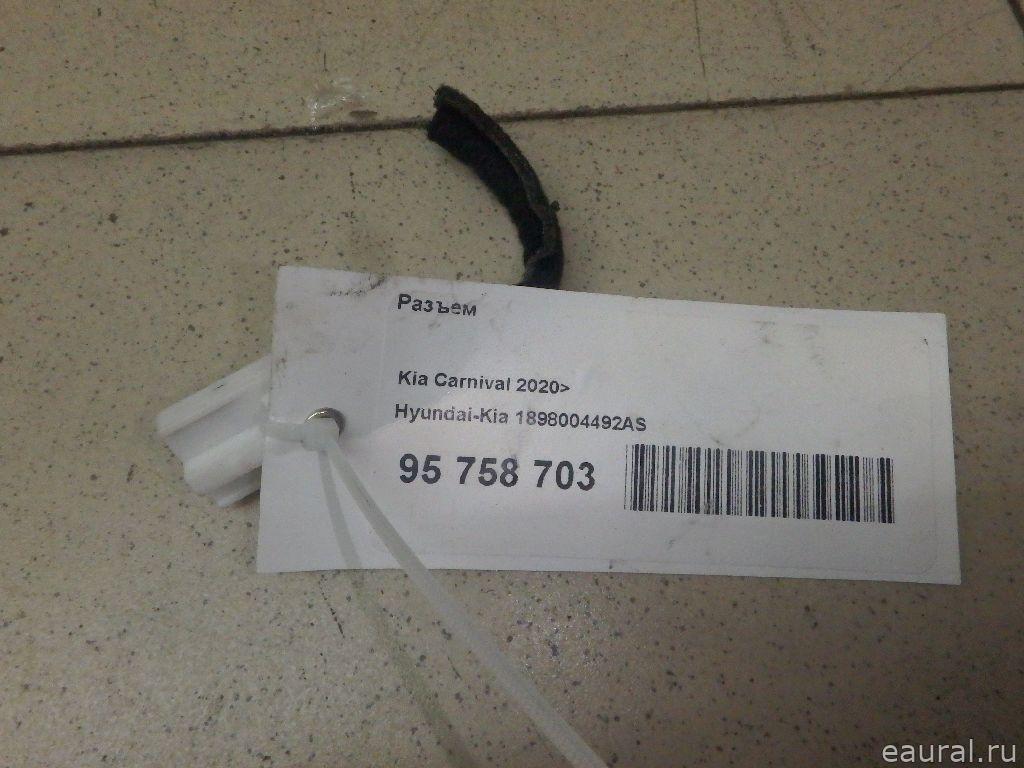 Разъем
Kia Carnival 2020>
Hyundai-Kia 1898004492AS
95 758 703
eaural.ru